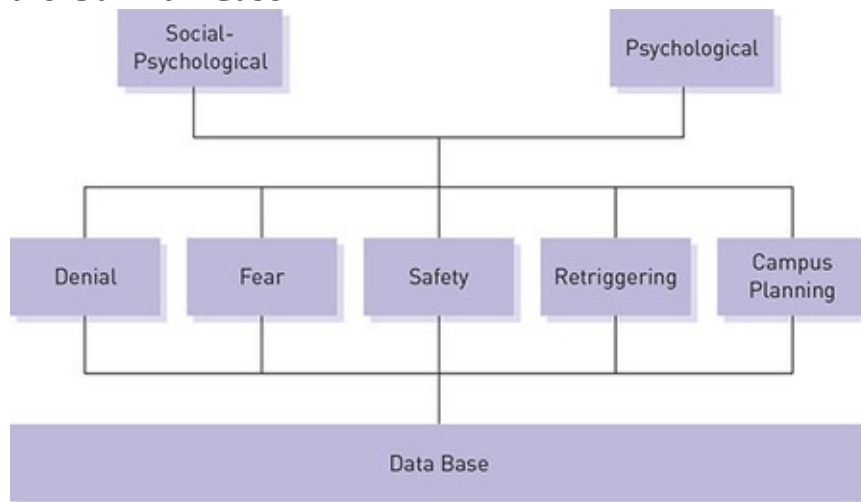 Social-
Psychological
Psychological
Denial
Fear
Safety
Retriggering
Campus
Planning
Data Base